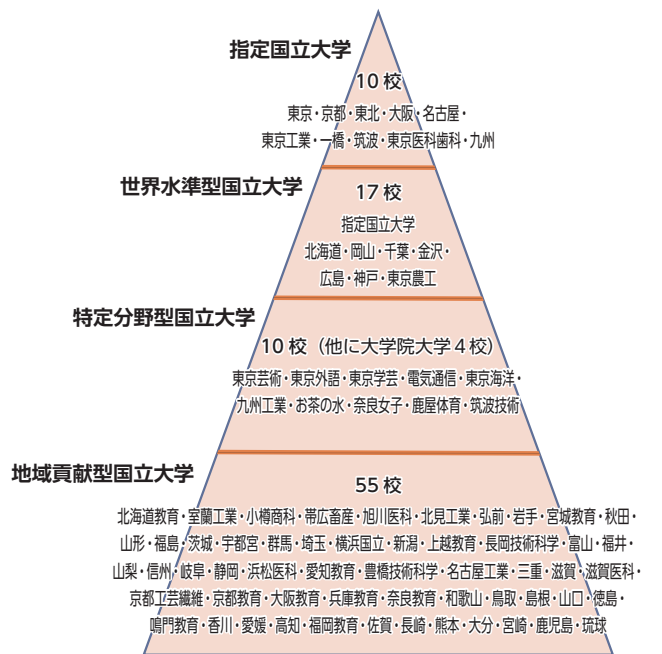 指定国立大学
10 校
東京・京都・東北・大阪・名古屋・
東京工業・一橋・筑波・東京医科歯科・九州
世界水準型国立大学
17 校
指定国立大学
北海道・岡山・千葉・金沢・
広島・神戸・東京農工
特定分野型国立大学
10 校（他に大学院大学４校）
東京芸術・東京外語・東京学芸・電気通信・東京海洋・
九州工業・お茶の水・奈良女子・鹿屋体育・筑波技術
地域貢献型国立大学
55 校
北海道教育・室蘭工業・小樽商科・帯広畜産・旭川医科・北見工業・弘前・岩手・宮城教育・秋田・
山形・福島・茨城・宇都宮・群馬・埼玉・横浜国立・新潟・上越教育・長岡技術科学・富山・福井・
山梨・信州・岐阜・静岡・浜松医科・愛知教育・豊橋技術科学・名古屋工業・三重・滋賀・滋賀医科・
京都工芸繊維・京都教育・大阪教育・兵庫教育・奈良教育・和歌山・鳥取・島根・山口・徳島・
鳴門教育・香川・愛媛・高知・福岡教育・佐賀・長崎・熊本・大分・宮崎・鹿児島・琉球